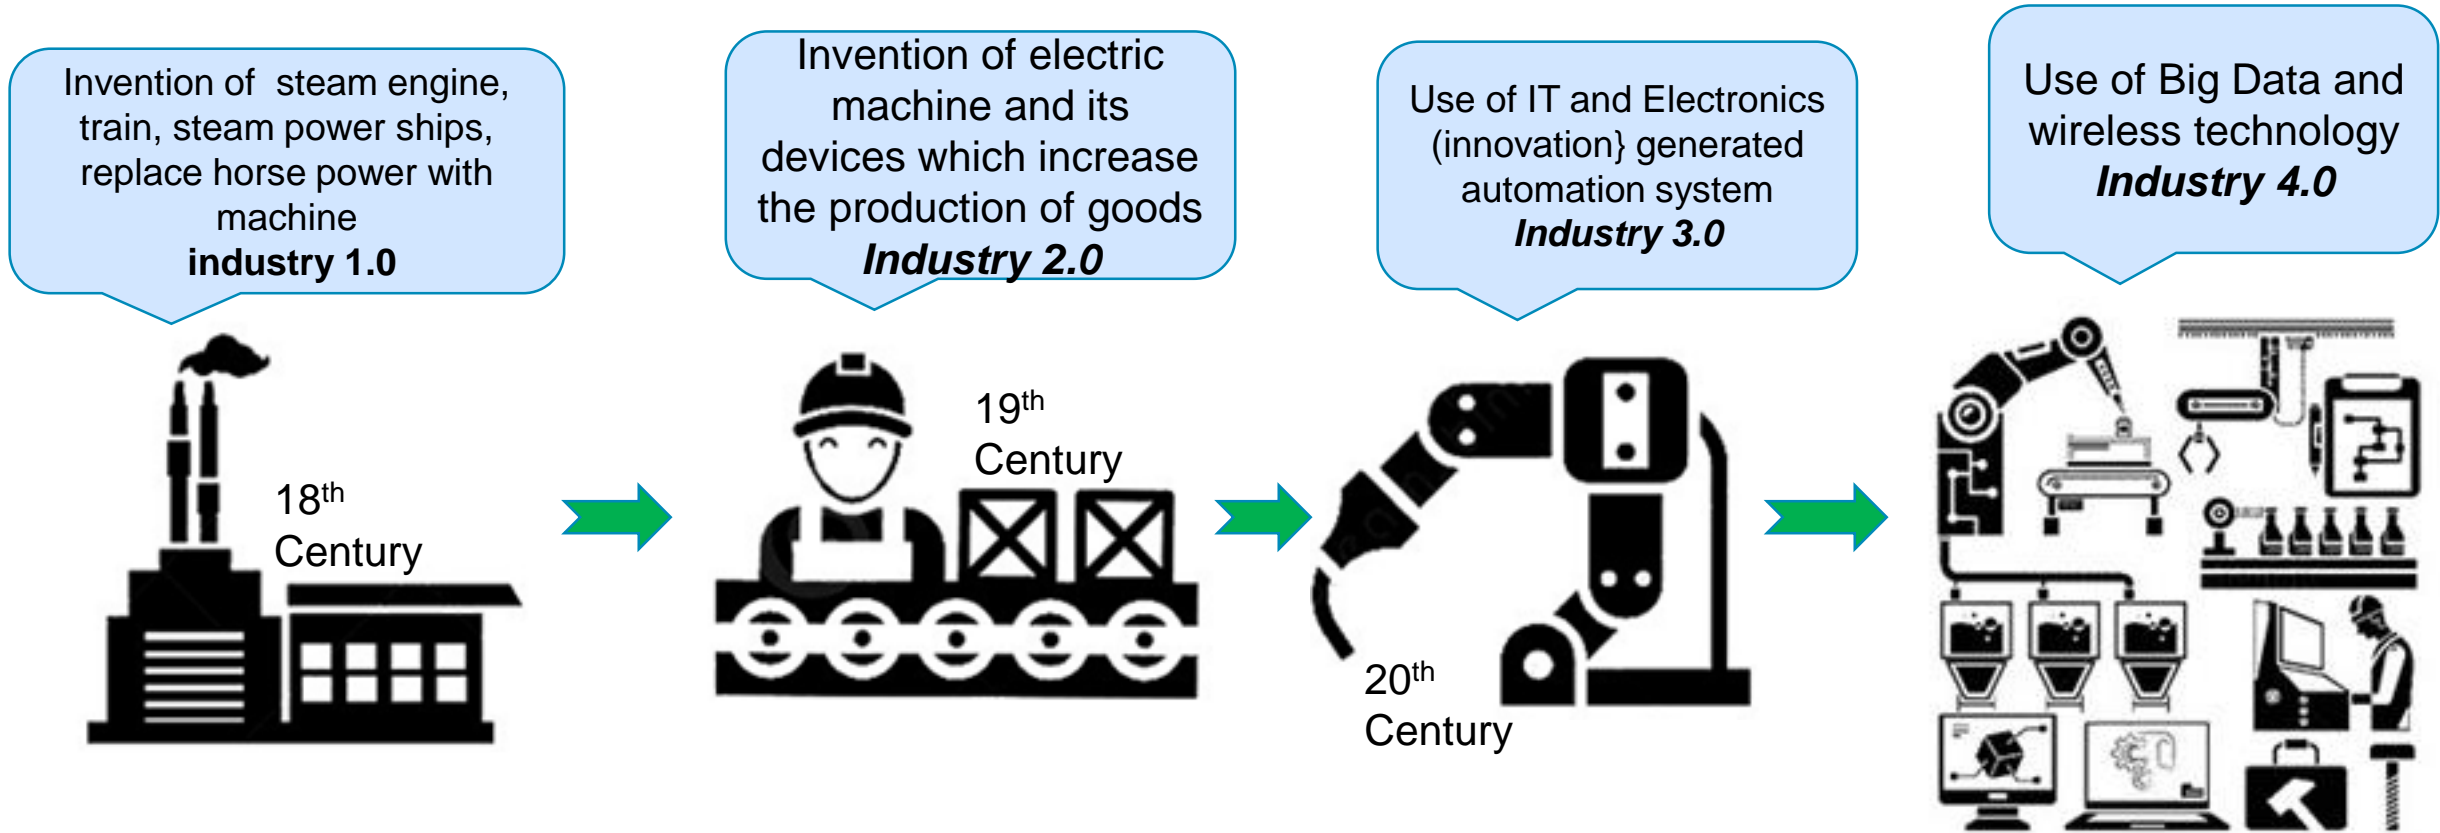 Invention of  steam engine,
train, steam power ships,
replace horse power with
machine
industry 1.0
18th
Century
Invention of electric
machine and its
devices which increase
the production of goods
Industry 2.0
19th
Century
Use of IT and Electronics
(innovation} generated
automation system
Industry 3.0
20th
Century
Use of Big Data and
wireless technology
Industry 4.0